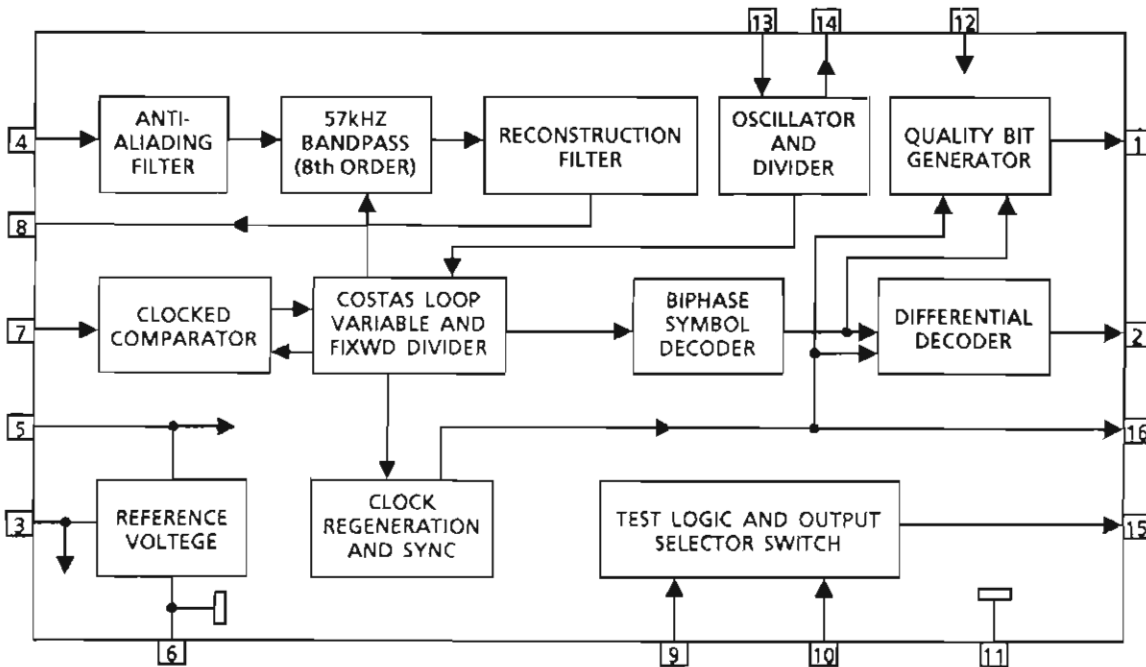 13
14
12
4
ANTI-
ALIADING
FILTER
57kHZ
BANDPASS
(8th ORDER)
RECONSTRUCTION
FILTER
OSCILLATOR
AND
DIVIDER
QUALITY BIT
GENERATOR
1
8
7
CLOCKED
COMPARATOR
COSTAS LOOP
VARIABLE AND
FIXWD DIVIDER
BIPHASE
SYMBOL
DECODER
DIFFERENTIAL
DECODER
2
5
16
3
REFERENCE
VOLTEGE
CLOCK
REGENERATION
AND SYNC
TEST LOGIC AND OUTPUT
SELECTOR SWITCH
15
6
9
10
11